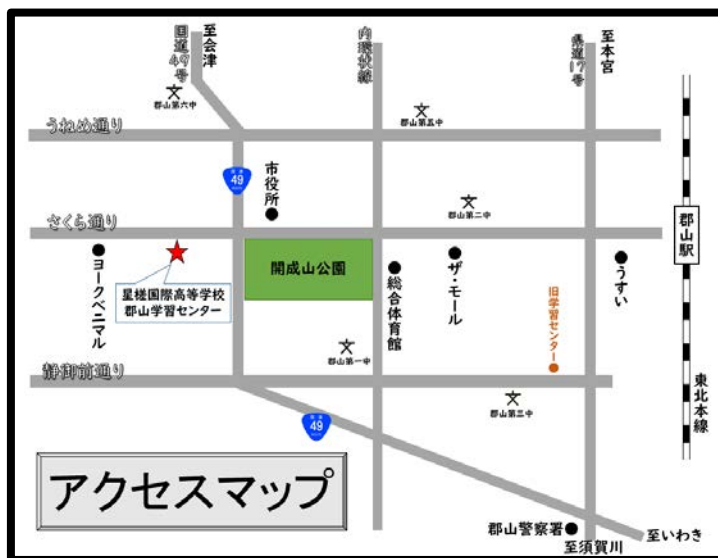 至会津
国道49号
内環状線
県道17号
至本宮
郡山第六中
郡山第五中
うねめ通り
49
市役所
郡山第二中
さくら通り
郡山駅
ヨークベニマル
開成山公園
総合体育館
ザ・モール
うすい
星槎国際高等学校
郡山学習センター
旧学習センター
郡山第一中
静御前通り
東北本線
郡山第三中
49
アクセスマップ
郡山警察署
至いわき
至須賀川